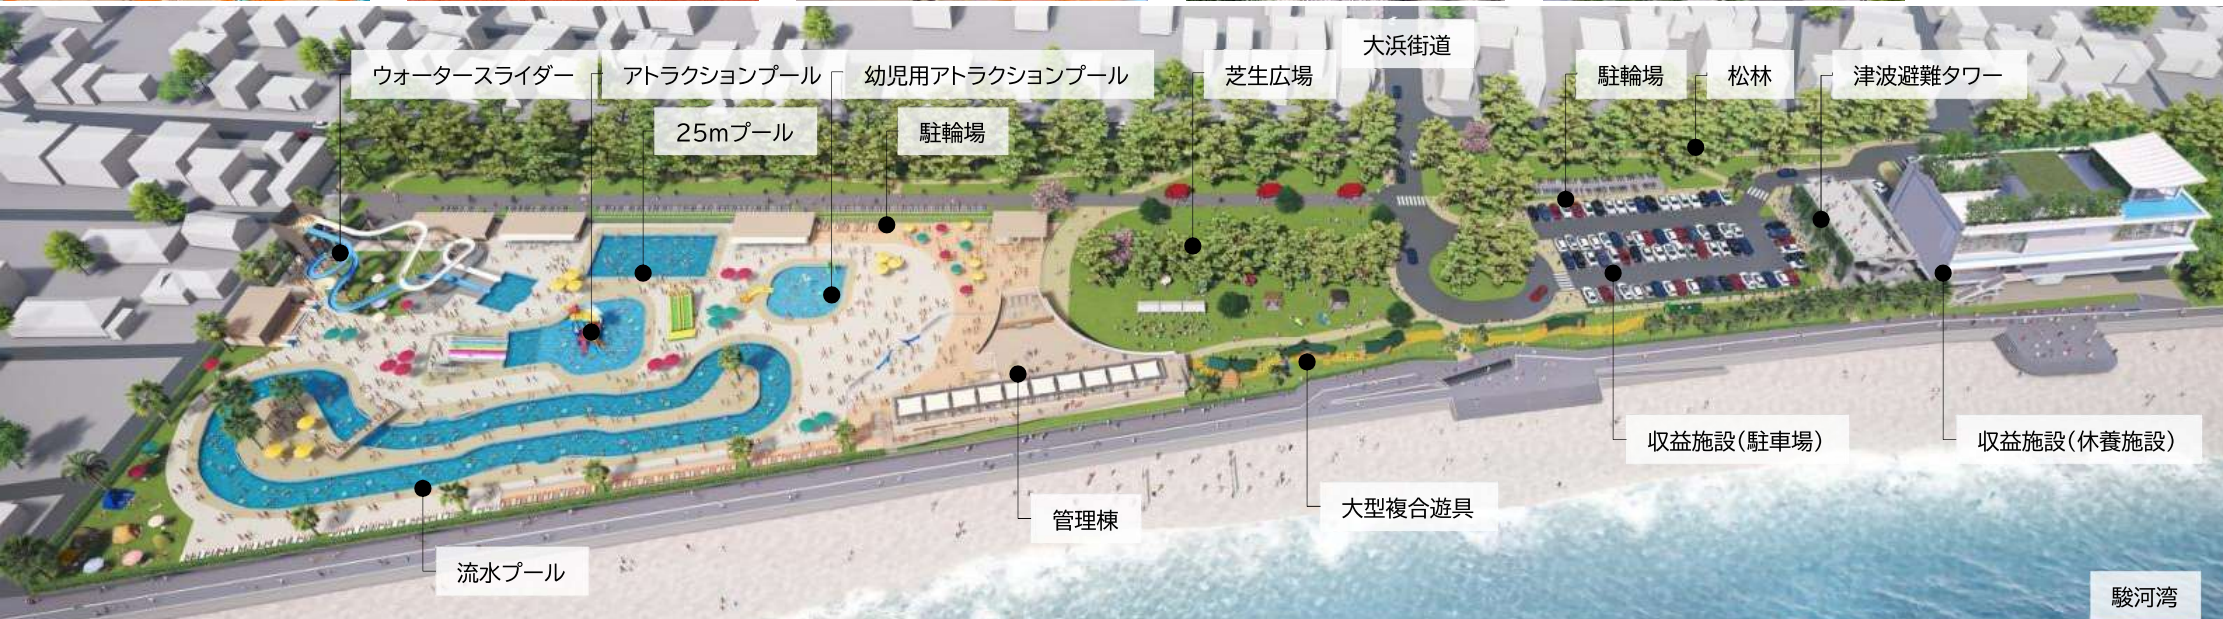 大浜街道
ウォータースライダー
アトラクションプール
幼児用アトラクションプール
芝生広場
駐輪場
松林
津波避難タワー
25mプール
駐輪場
収益施設(駐車場)
収益施設(休養施設)
大型複合遊具
管理棟
流水プール
駿河湾